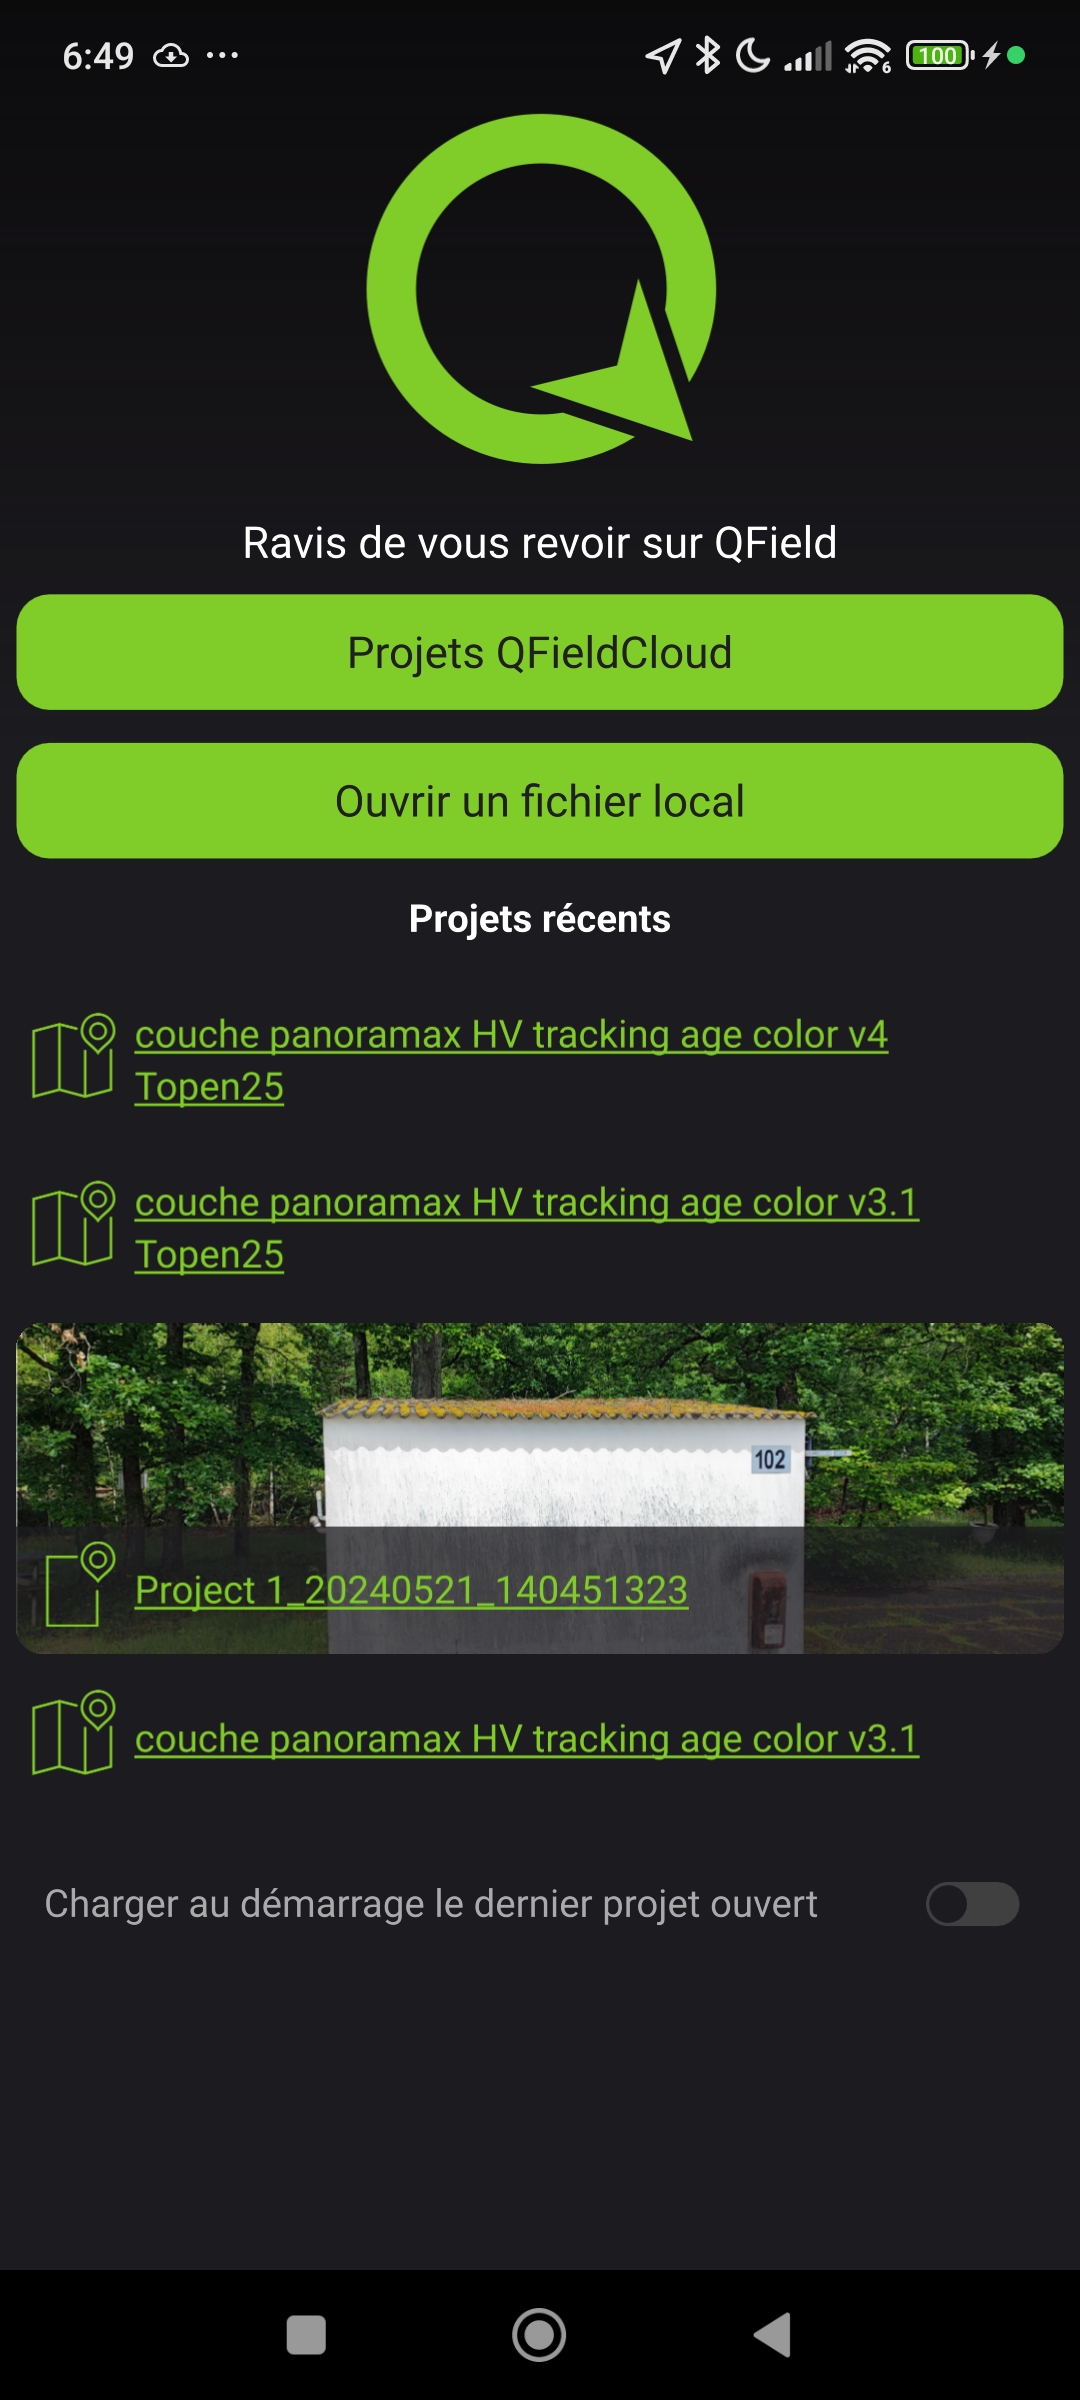 6:49
6
100
Ravis de vous revoir sur QField
Projets QFieldCloud
Ouvrir un fichier local
Projets récents
couche panoramax HV tracking age color v4
Topen25
couche panoramax HV tracking age color v3.1
Topen25
102
Project 1_20240521_140451323
couche panoramax HV tracking age color v3.1
Charger au démarrage le dernier projet ouvert